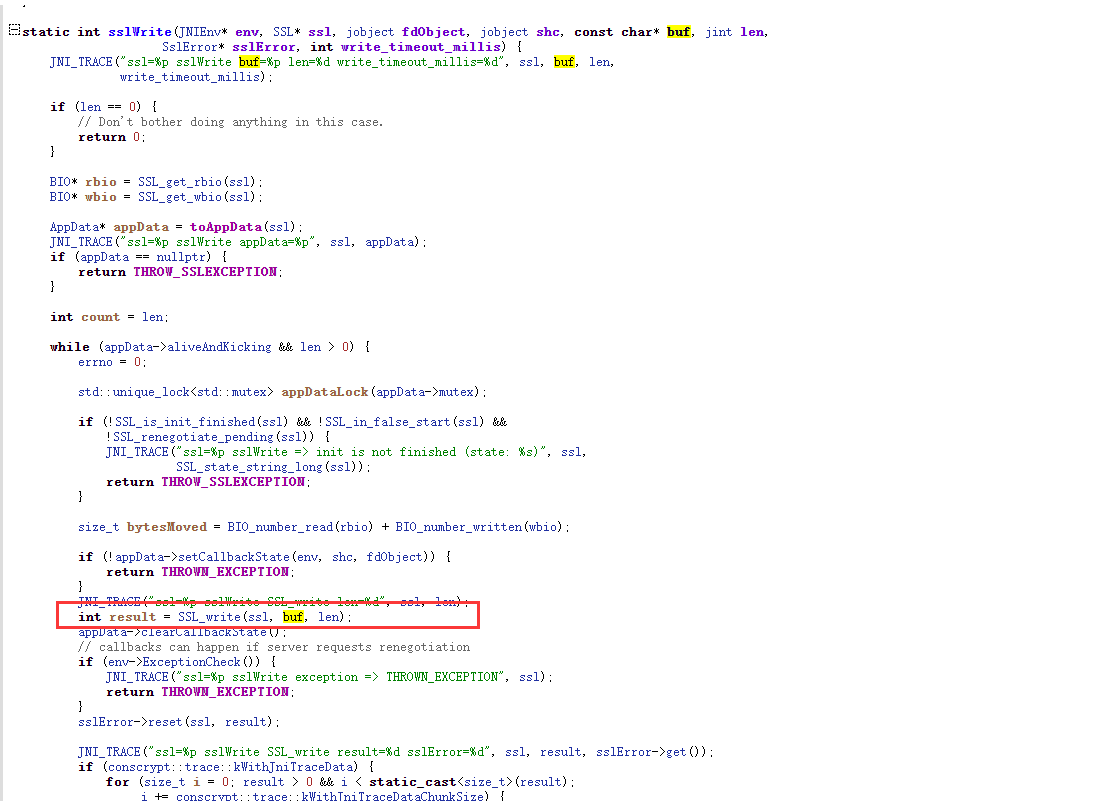 static int sslWrite(JNIEnv* env, SSL* ssl, jobject fdObject, jobject shc, const char* buf, jint len,
SslError* sslError, int write_timeout_millis) {
JNI_TRACE("ssl=%p sslWrite buf=%p len=%d write_timeout_millis=%d", ssl, buf, len,
write_timeout_millis);
if (len == 0) {
// Don't bother doing anything in this case.
return 0;
}
BIO* rbio = SSL_get_rbio(ssl);
BIO* wbio = SSL_get_wbio(ssl);
AppData* appData = toAppData(ssl);
JNI_TRACE("ssl=%p sslWrite appData=%p", ssl, appData);
if (appData == nullptr) {
return THROW_SSLEXCEPTION;
}
int count = len;
while (appData->aliveAndKicking && len > 0) {
errno = 0;
std::unique_lock<std::mutex> appDataLock(appData->mutex);
if (!SSL_is_init_finished(ssl) && !SSL_in_false_start(ssl) &&
!SSL_renegotiate_pending(ssl)) {
JNI_TRACE("ssl=%p sslWrite => init is not finished (state: %s)", ssl,
SSL_state_string_long(ssl));
return THROW_SSLEXCEPTION;
}
size_t bytesMoved = BIO_number_read(rbio) + BIO_number_written(wbio);
if (!appData->setCallbackState(env, shc, fdObject)) {
return THROWN_EXCEPTION;
}
JNI_TRACE("ssl=%p sslWrite SSL_write len=%d", ssl, len);
int result = SSL_write(ssl, buf, len);
appData->clearCallbackState();
// callbacks can happen if server requests renegotiation
if (env->ExceptionCheck()) {
JNI_TRACE("ssl=%p sslWrite exception => THROWN_EXCEPTION", ssl);
return THROWN_EXCEPTION;
}
sslError->reset(ssl, result);
JNI_TRACE("ssl=%p sslWrite SSL_write result=%d sslError=%d", ssl, result, sslError->get());
if (conscrypt::trace::kWithJniTraceData) {
for (size_t i = 0; result > 0 && i < static_cast<size_t>(result);
i += conscrypt::trace::kWithJniTraceDataChunkSize) {